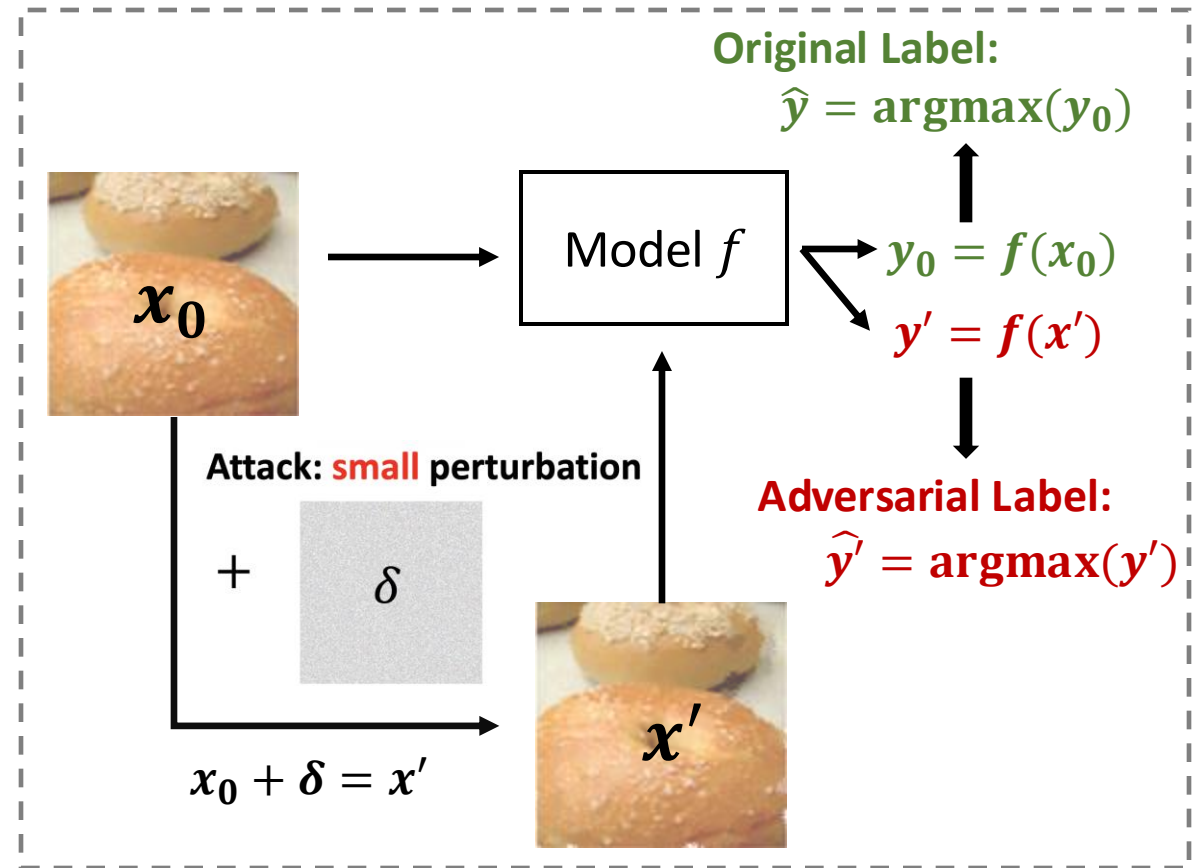 Original Label:
ŷ = argmax(y₀)
x₀
Model f
y₀ = f(x₀)
y′ = f(x′)
Attack: small perturbation
+
δ
Adversarial Label:
ŷ′ = argmax(y′)
x′
x₀ + δ = x′